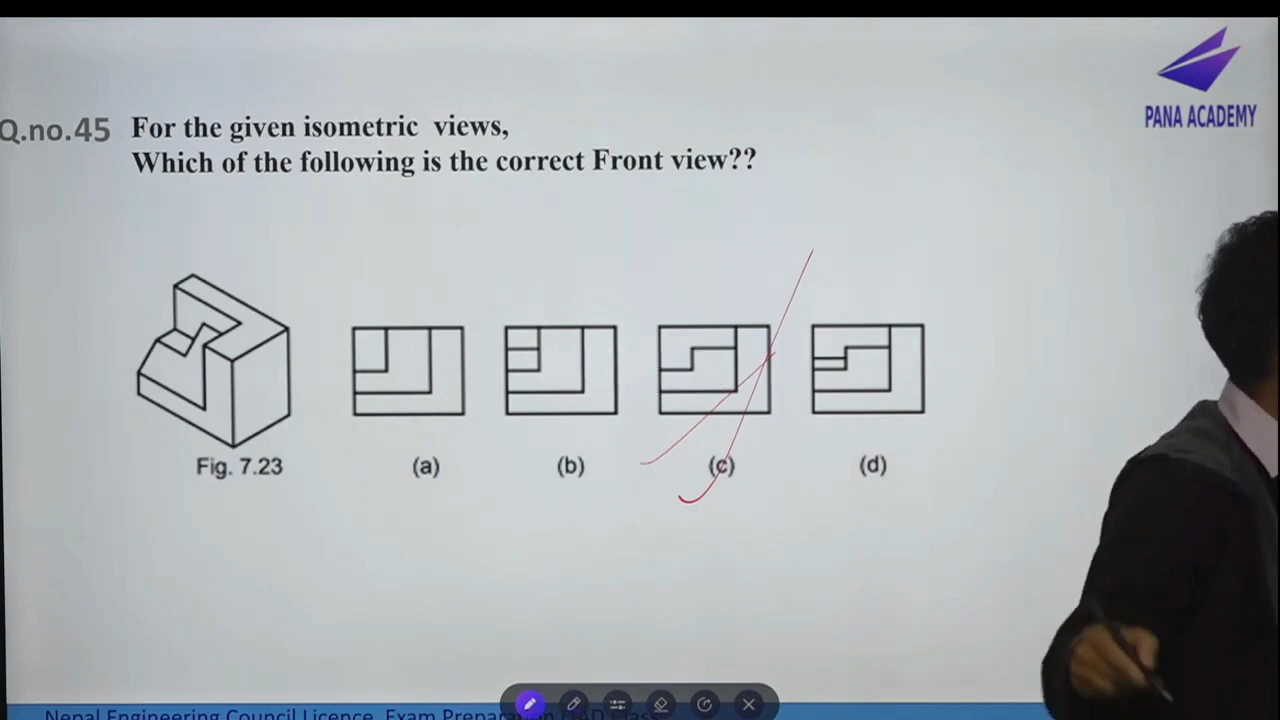 PANA ACADEMY
Q.no.45 For the given isometric views,
Which of the following is the correct Front view??
Fig. 7.23 (a) (b) (c) (d)
Nepal Engineering Council Licence Exam